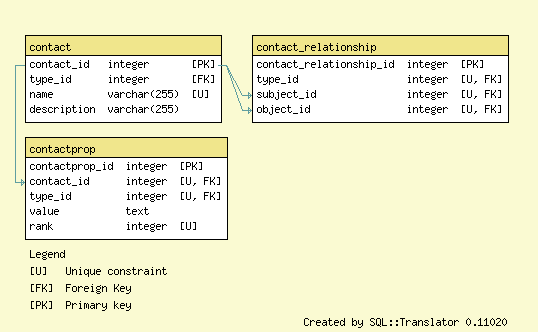 contact
contact_id integer [PK]
type_id integer [FK]
name varchar(255) [U]
description varchar(255)
contact_relationship
contact_relationship_id integer [PK]
type_id integer [U, FK]
subject_id integer [U, FK]
object_id integer [U, FK]
contactprop
contactprop_id integer [PK]
contact_id integer [U, FK]
type_id integer [U, FK]
value text
rank integer [U]
Legend
[U] Unique constraint
[FK] Foreign Key
[PK] Primary key
Created by SQL::Translator 0.11020